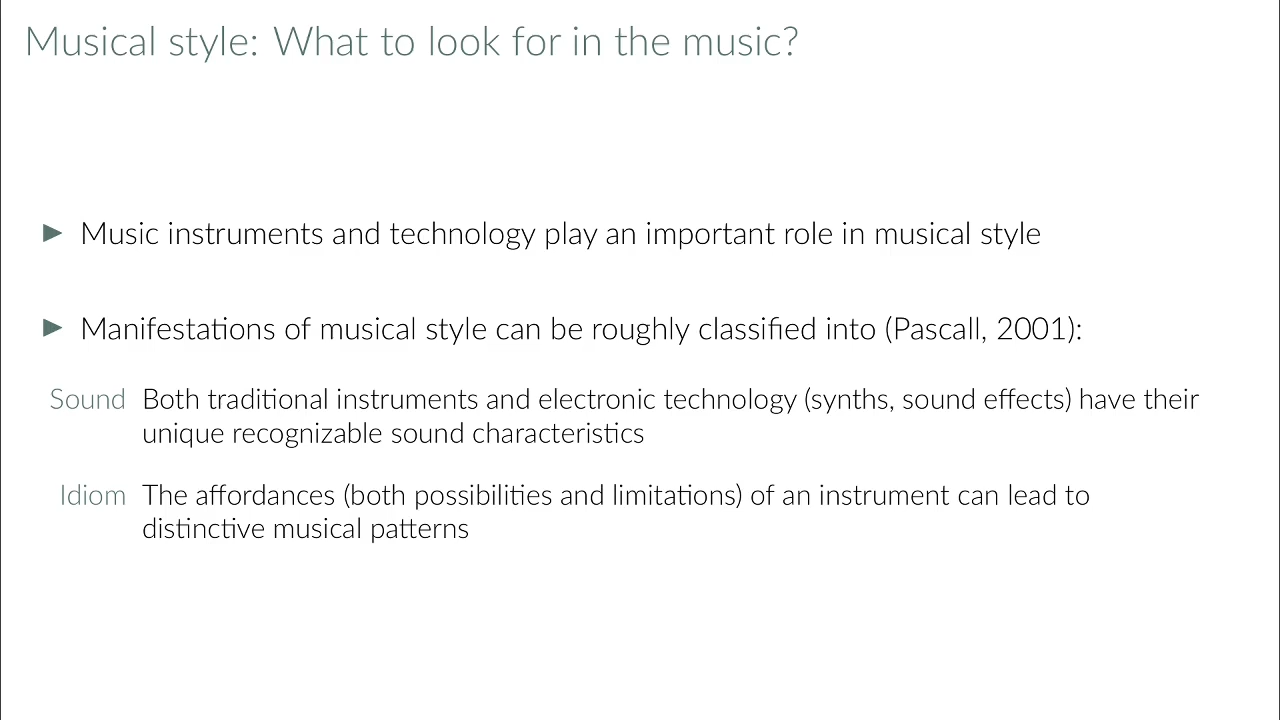 Musical style: What to look for in the music?
▶ Music instruments and technology play an important role in musical style
▶ Manifestations of musical style can be roughly classified into (Pascall, 2001):
Sound Both traditional instruments and electronic technology (synths, sound effects) have their
unique recognizable sound characteristics
Idiom The affordances (both possibilities and limitations) of an instrument can lead to
distinctive musical patterns